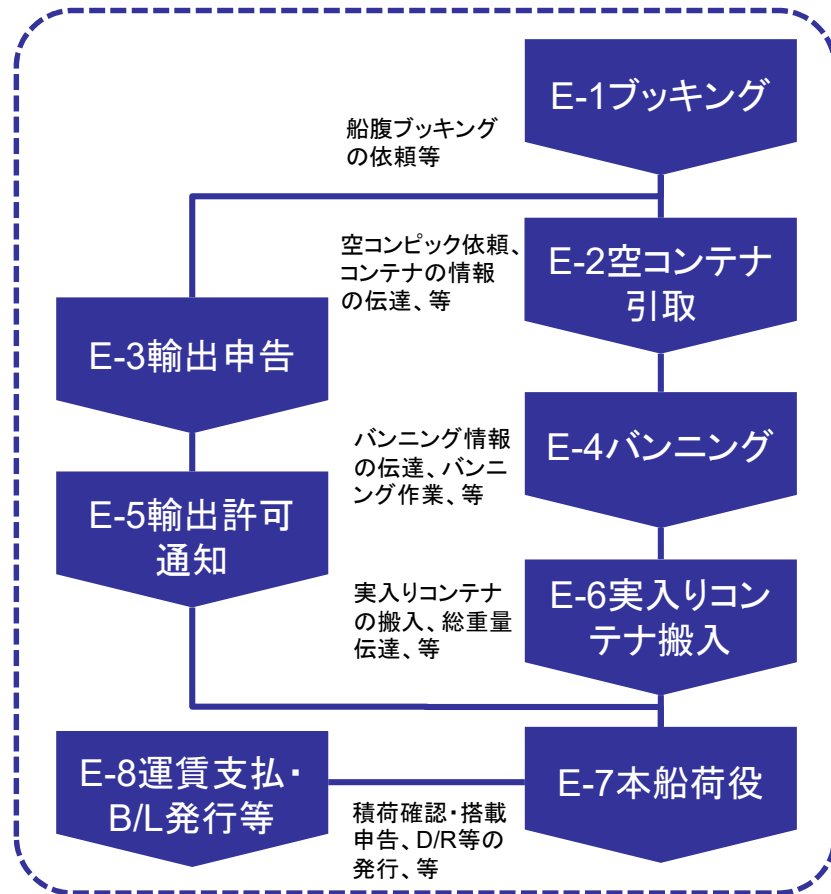 E-1ブッキング
船腹ブッキング
の依頼等
E-2空コンテナ
引取
空コンピック依頼、
コンテナの情報
の伝達、等
E-3輸出申告
E-4バンニング
バンニング情報
の伝達、バンニ
ング作業、等
E-5輸出許可
通知
E-6実入りコン
テナ搬入
実入りコンテナ
の搬入、総重量
伝達、等
E-7本船荷役
E-8運賃支払・
B/L発行等
積荷確認・搭載
申告、D/R等の
発行、等